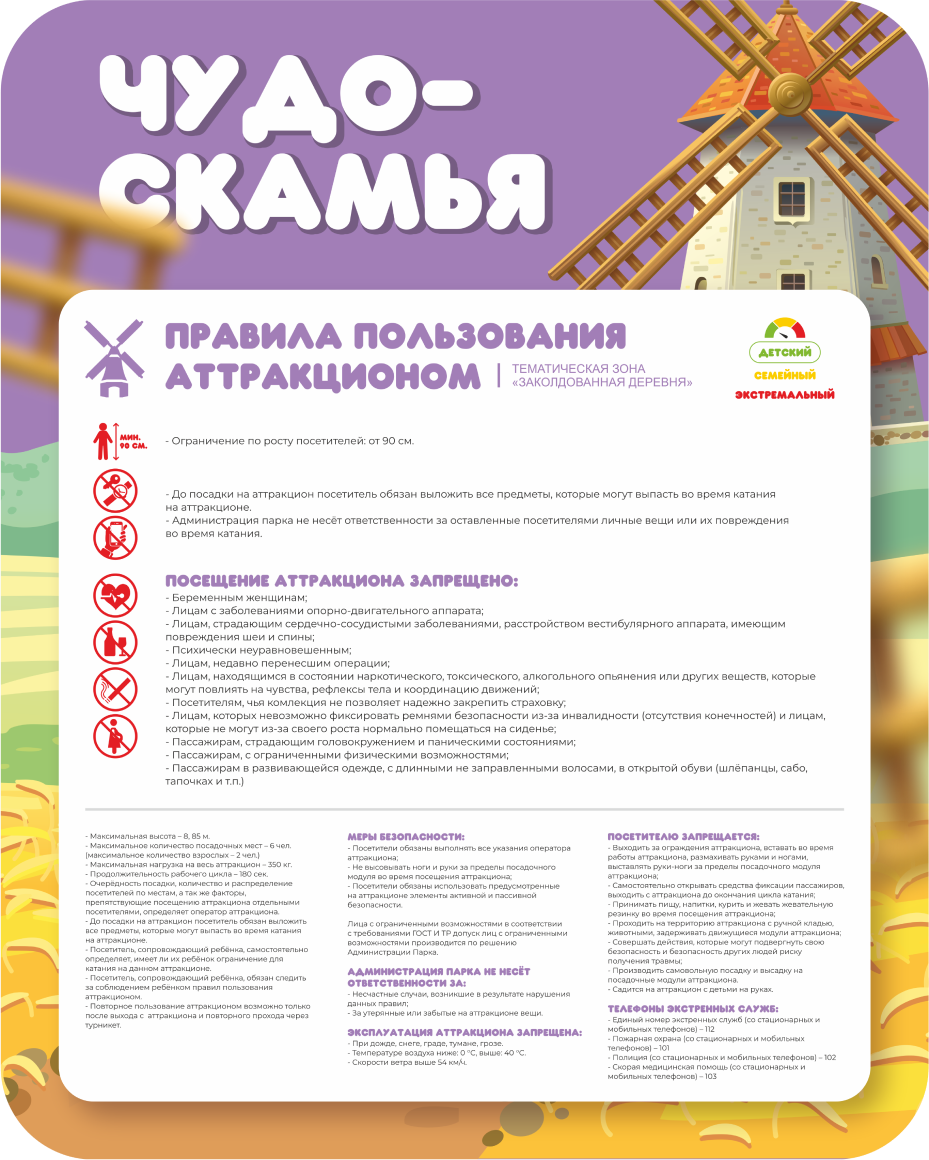 ЧУДО-
СКАМЬЯ
ПРАВИЛА ПОЛЬЗОВАНИЯ
АТТРАКЦИОНОМ
ТЕМАТИЧЕСКАЯ ЗОНА
«ЗАКОЛДОВАННАЯ ДЕРЕВНЯ»
ДЕТСКИЙ
СЕМЕЙНЫЙ
ЭКСТРЕМАЛЬНЫЙ
МИН.
90 СМ.
- Ограничение по росту посетителей: от 90 см.
- До посадки на аттракцион посетитель обязан выложить все предметы, которые могут выпасть во время катания
на аттракционе.
- Администрация парка не несёт ответственности за оставленные посетителями личные вещи или их повреждения
во время катания.
ПОСЕЩЕНИЕ АТТРАКЦИОНА ЗАПРЕЩЕНО:
- Беременным женщинам;
- Лицам с заболеваниями опорно-двигательного аппарата;
- Лицам, страдающим сердечно-сосудистыми заболеваниями, расстройством вестибулярного аппарата, имеющим
повреждения шеи и спины;
- Психически неуравновешенным;
- Лицам, недавно перенесшим операции;
- Лицам, находящимся в состоянии наркотического, токсического, алкогольного опьянения или других веществ, которые
могут повлиять на чувства, рефлексы тела и координацию движений;
- Посетителям, чья комлекция не позволяет надежно закрепить страховку;
- Лицам, которых невозможно фиксировать ремнями безопасности из-за инвалидности (отсутствия конечностей) и лицам,
которые не могут из-за своего роста нормально помещаться на сиденье;
- Пассажирам, страдающим головокружением и паническими состояниями;
- Пассажирам, с ограниченными физическими возможностями;
- Пассажирам в развивающейся одежде, с длинными не заправленными волосами, в открытой обуви (шлёпанцы, сабо,
тапочках и т.п.)
- Максимальная высота – 8, 85 м.
- Максимальное количество посадочных мест – 6 чел.
(максимальное количество взрослых – 2 чел.)
- Максимальная нагрузка на весь аттракцион – 350 кг.
- Продолжительность рабочего цикла – 180 сек.
- Очерёдность посадки, количество и распределение
посетителей по местам, а так же факторы,
препятствующие посещению аттракциона отдельными
посетителями, определяет оператор аттракциона.
- До посадки на аттракцион посетитель обязан выложить
все предметы, которые могут выпасть во время катания
на аттракционе.
- Посетитель, сопровождающий ребёнка, самостоятельно
определяет, имеет ли их ребёнок ограничение для
катания на данном аттракционе.
- Посетитель, сопровождающий ребёнка, обязан следить
за соблюдением ребёнком правил пользования
аттракционом.
- Повторное пользование аттракционом возможно только
после выхода с аттракциона и повторного прохода через
турникет.
МЕРЫ БЕЗОПАСНОСТИ:
- Посетители обязаны выполнять все указания оператора
аттракциона;
- Не высовывать ноги и руки за пределы посадочного
модуля во время посещения аттракциона;
- Посетители обязаны использовать предусмотренные
на аттракционе элементы активной и пассивной
безопасности.
Лица с ограниченными возможностями в соответствии
с требованиями ГОСТ И ТР допуск лиц с ограниченными
возможностями производится по решению
Администрации Парка.
АДМИНИСТРАЦИЯ ПАРКА НЕ НЕСЁТ
ОТВЕТСТВЕННОСТИ ЗА:
- Несчастные случаи, возникшие в результате нарушения
данных правил;
- За утерянные или забытые на аттракционе вещи.
ЭКСПЛУАТАЦИЯ АТТРАКЦИОНА ЗАПРЕЩЕНА:
- При дожде, снеге, граде, тумане, грозе.
- Температуре воздуха ниже: 0 °С, выше: 40 °С.
- Скорости ветра выше 54 км/ч.
ПОСЕТИТЕЛЮ ЗАПРЕЩАЕТСЯ:
- Выходить за ограждения аттракциона, вставать во время
работы аттракциона, размахивать руками и ногами,
выставлять руки-ноги за пределы посадочного модуля
аттракциона;
- Самостоятельно открывать средства фиксации пассажиров,
выходить с аттракциона до окончания цикла катания;
- Принимать пищу, напитки, курить и жевать жевательную
резинку во время посещения аттракциона;
- Проходить на территорию аттракциона с ручной кладью,
животными, задерживать движущиеся модули аттракциона;
- Совершать действия, которые могут подвергнуть свою
безопасность и безопасность других людей риску
получения травмы;
- Производить самовольную посадку и высадку на
посадочные модули аттракциона.
- Садится на аттракцион с детьми на руках.
ТЕЛЕФОНЫ ЭКСТРЕННЫХ СЛУЖБ:
- Единый номер экстренных служб (со стационарных и
мобильных телефонов) – 112
- Пожарная охрана (со стационарных и мобильных
телефонов) – 101
- Полиция (со стационарных и мобильных телефонов) – 102
- Скорая медицинская помощь (со стационарных и
мобильных телефонов) – 103